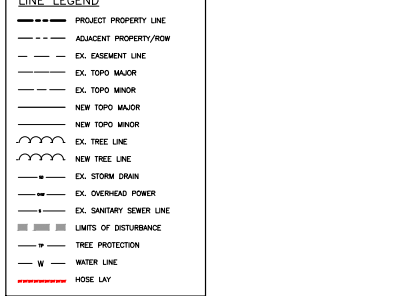 LINE LEGEND
PROJECT PROPERTY LINE
ADJACENT PROPERTY/ROW
EX. EASEMENT LINE
EX. TOPO MAJOR
EX. TOPO MINOR
NEW TOPO MAJOR
NEW TOPO MINOR
EX. TREE LINE
NEW TREE LINE
SD EX. STORM DRAIN
EX. OVERHEAD POWER
EX. SANITARY SEWER LINE
LIMITS OF DISTURBANCE
TP TREE PROTECTION
W WATER LINE
HOSE LAY